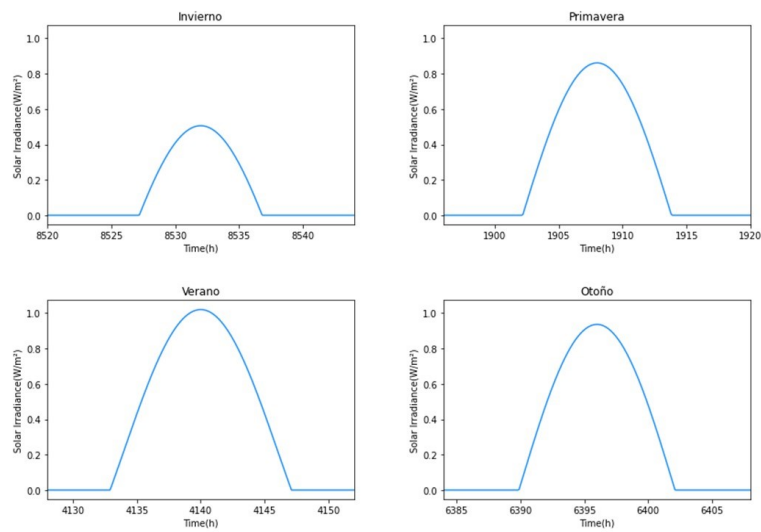 Invierno
1.0
0.8
0.6
0.4
0.2
0.0
Solar Irradiance(W/m²)
8520 8525 8530 8535 8540
Time(h)
Primavera
1.0
0.8
0.6
0.4
0.2
0.0
Solar Irradiance(W/m²)
1900 1905 1910 1915 1920
Time(h)
Verano
1.0
0.8
0.6
0.4
0.2
0.0
Solar Irradiance(W/m²)
4130 4135 4140 4145 4150
Time(h)
Otoño
1.0
0.8
0.6
0.4
0.2
0.0
Solar Irradiance(W/m²)
6385 6390 6395 6400 6405
Time(h)